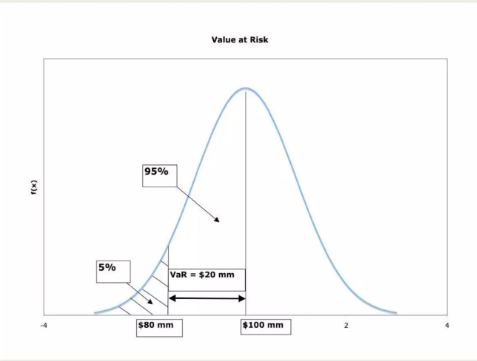 Value at Risk
95%
f(x)
5%
VaR = $20 mm
-4
$80 mm
$100 mm
2
4